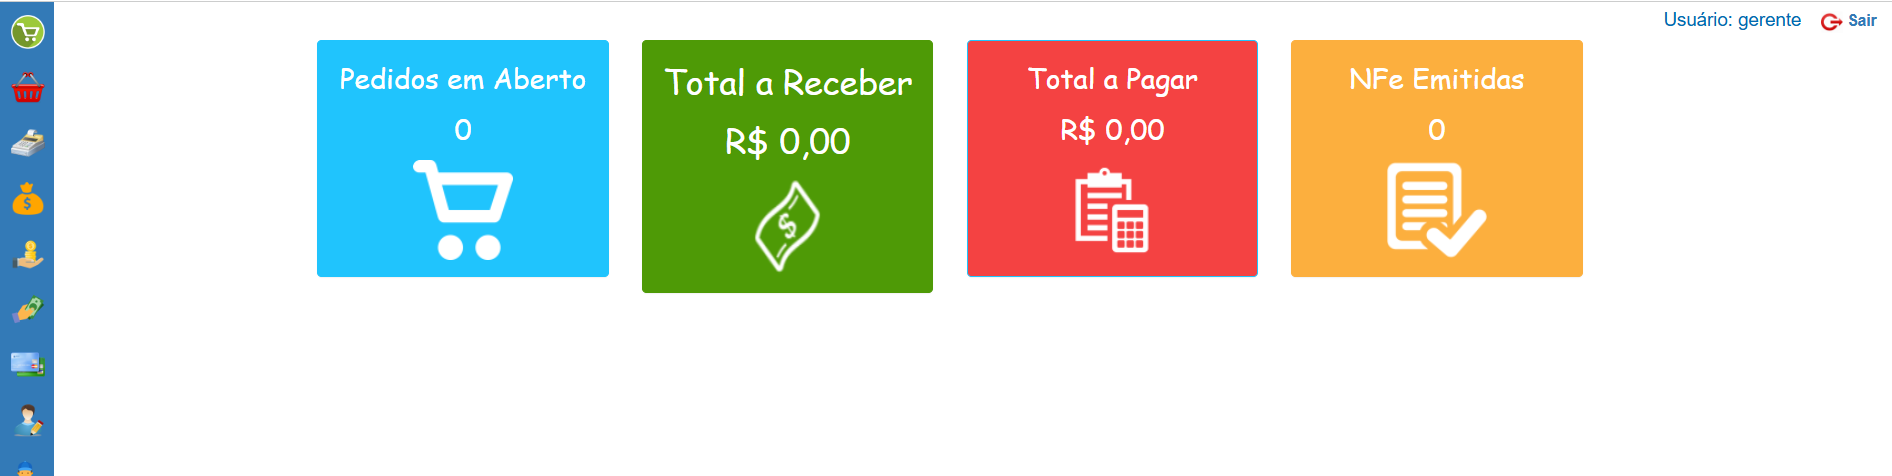 Usuário: gerente Sair
Pedidos em Aberto
0
Total a Receber
R$ 0,00
Total a Pagar
R$ 0,00
NFe Emitidas
0